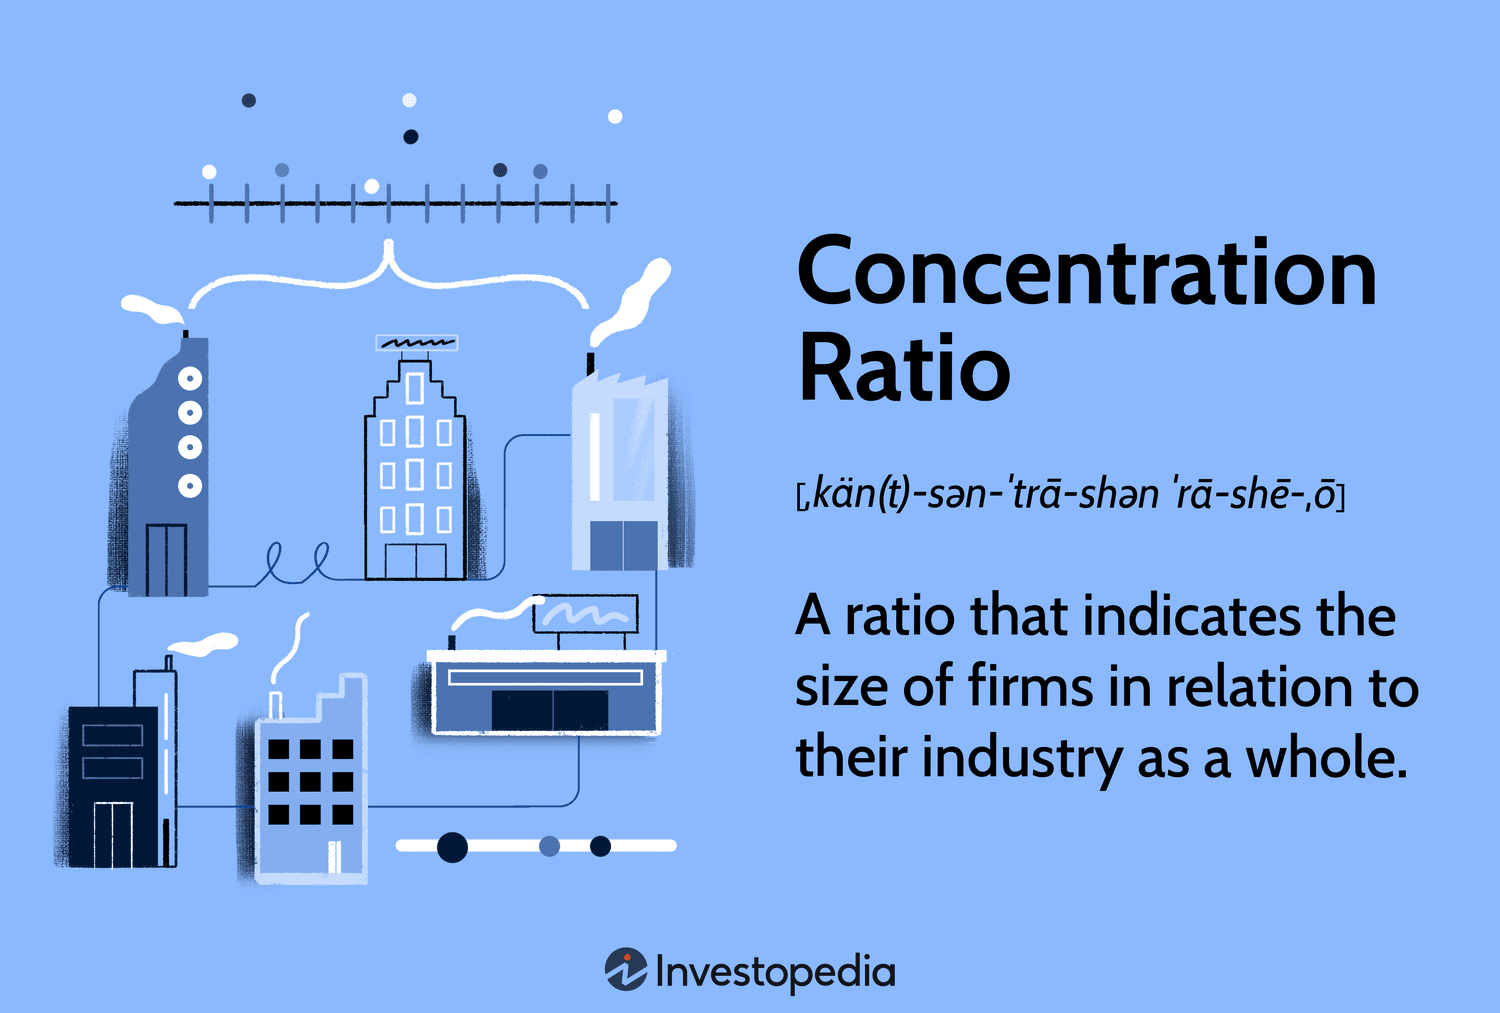 Concentration
Ratio
[ˌkän(t)-sən-ˈtrā-shən ˈrā-shē-ˌō]
A ratio that indicates the
size of firms in relation to
their industry as a whole.
Investopedia